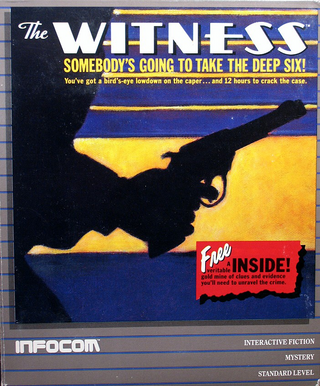 The WITNESS™
SOMEBODY'S GOING TO TAKE THE DEEP SIX!
You've got a bird's-eye lowdown on the caper... and 12 hours to crack the case.
Free
A
veritable INSIDE!
gold mine of clues and evidence
you'll need to unravel the crime.
INFOCOM™
INTERACTIVE FICTION
MYSTERY
STANDARD LEVEL